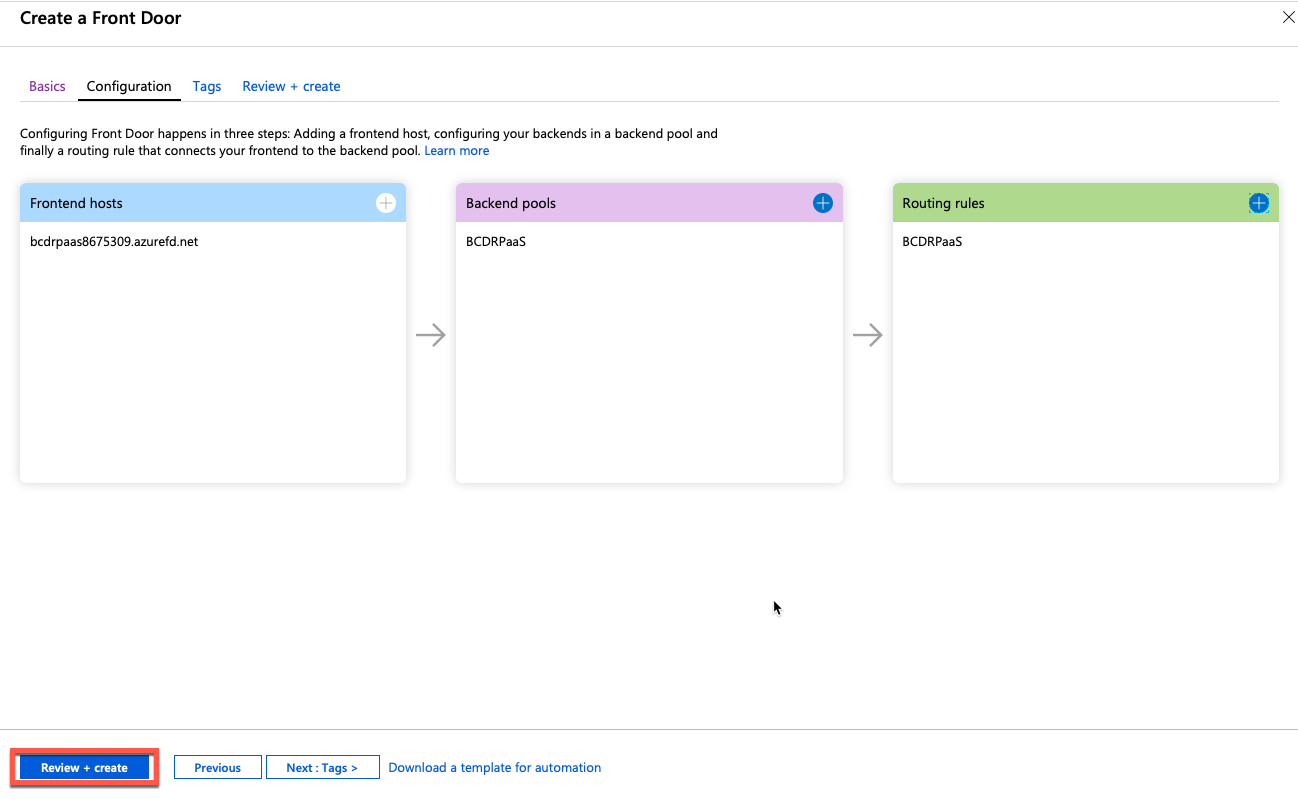 Create a Front Door
Basics Configuration Tags Review + create
Configuring Front Door happens in three steps: Adding a frontend host, configuring your backends in a backend pool and
finally a routing rule that connects your frontend to the backend pool. Learn more
Frontend hosts
bcdrpaas8675309.azurefd.net
Backend pools
BCDRPaaS
Routing rules
BCDRPaaS
Review + create Previous Next : Tags > Download a template for automation